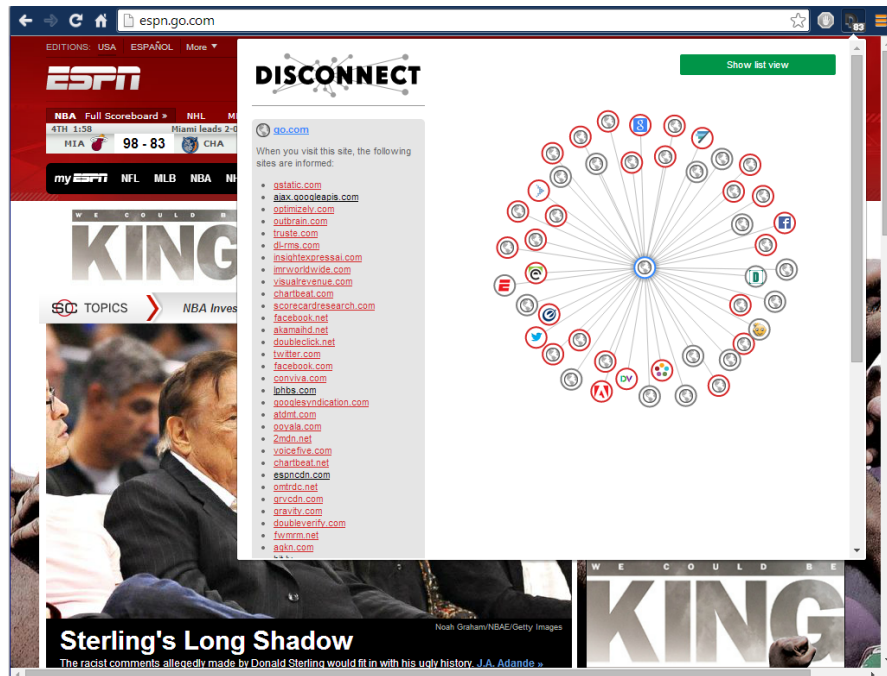 espn.go.com
83
EDITIONS: USA ESPAÑOL More
ESPN
DISCONNECT
Show list view
NBA Full Scoreboard » NHL
4TH 1:58 Miami leads 2-0
MIA 98 - 83 CHA
my ESPN NFL MLB NBA NH
go.com
When you visit this site, the following
sites are informed:
gstatic.com
ajax.googleapis.com
optimizely.com
outbrain.com
truste.com
dl-rms.com
insightexpressai.com
imrworldwide.com
visualrevenue.com
chartbeat.com
scorecardresearch.com
facebook.net
akamaihd.net
doubleclick.net
twitter.com
facebook.com
conviva.com
lphbs.com
googlesyndication.com
atdmt.com
ooyala.com
2mdn.net
voicefive.com
chartbeat.net
espncdn.com
omtrdc.net
grvcdn.com
gravity.com
doubleverify.com
fwmrm.net
agkn.com
WE COULD B
KING
SC TOPICS NBA Inves
DV
D
Noah Graham/NBAE/Getty Images
Sterling's Long Shadow
The racist comments allegedly made by Donald Sterling would fit in with his ugly history. J.A. Adande »
WE COULD BE
KING